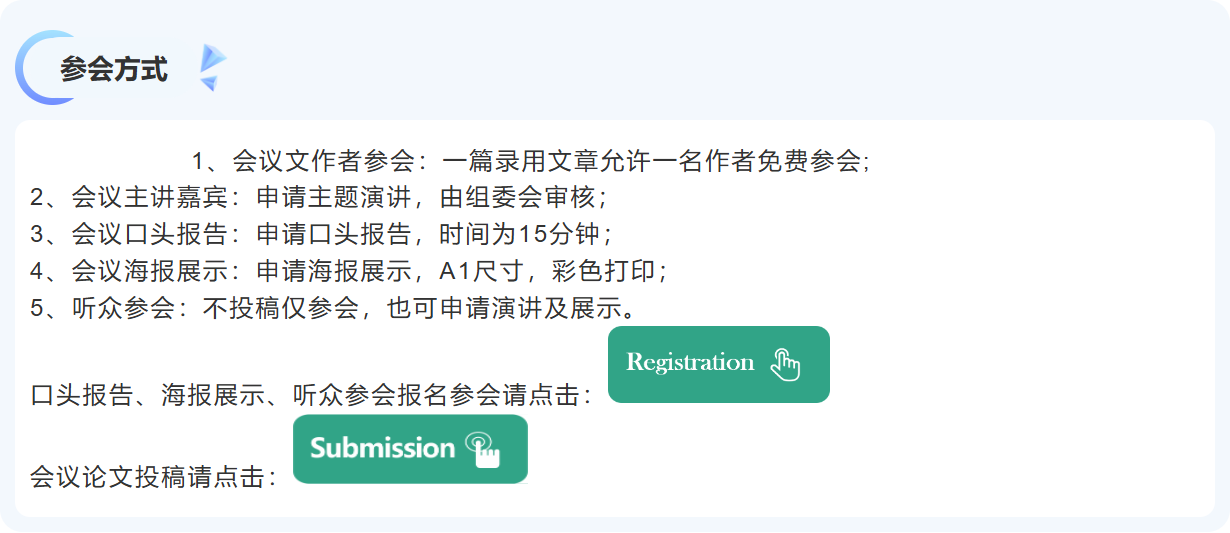 参会方式
1、会议文作者参会：一篇录用文章允许一名作者免费参会;
2、会议主讲嘉宾：申请主题演讲，由组委会审核；
3、会议口头报告：申请口头报告，时间为15分钟；
4、会议海报展示：申请海报展示，A1尺寸，彩色打印；
5、听众参会：不投稿仅参会，也可申请演讲及展示。
口头报告、海报展示、听众参会报名参会请点击： Registration
会议论文投稿请点击： Submission